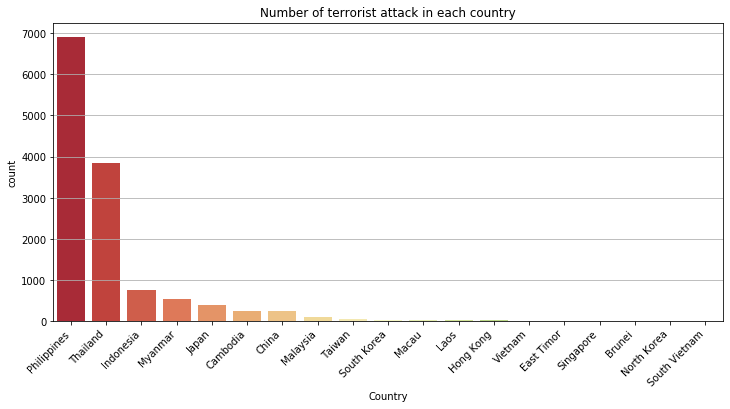 Number of terrorist attack in each country
7000
6000
5000
4000
3000
2000
1000
0
count
Philippines
Thailand
Indonesia
Myanmar
Japan
Cambodia
China
Malaysia
Taiwan
South Korea
Macau
Laos
Hong Kong
Vietnam
East Timor
Singapore
Brunei
North Korea
South Vietnam
Country